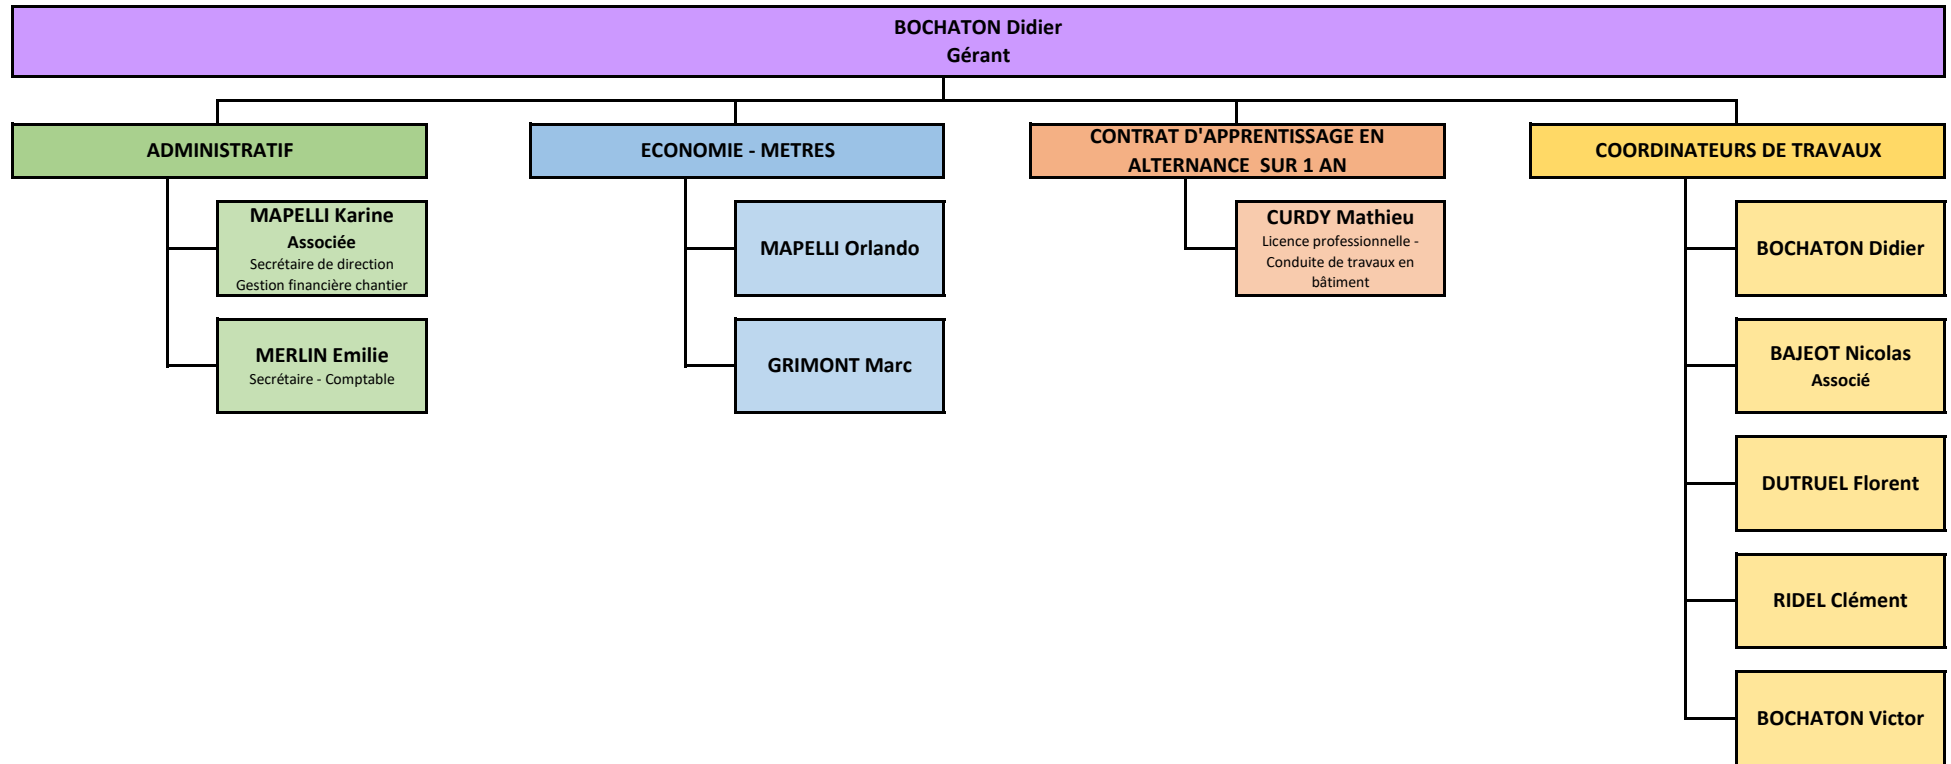 BOCHATON Didier
Gérant
ADMINISTRATIF
MAPELLI Karine
Associée
Secrétaire de direction
Gestion financière chantier
MERLIN Emilie
Secrétaire - Comptable
ECONOMIE - METRES
MAPELLI Orlando
GRIMONT Marc
CONTRAT D'APPRENTISSAGE EN
ALTERNANCE SUR 1 AN
CURDY Mathieu
Licence professionnelle -
Conduite de travaux en
bâtiment
COORDINATEURS DE TRAVAUX
BOCHATON Didier
BAJEOT Nicolas
Associé
DUTRUEL Florent
RIDEL Clément
BOCHATON Victor